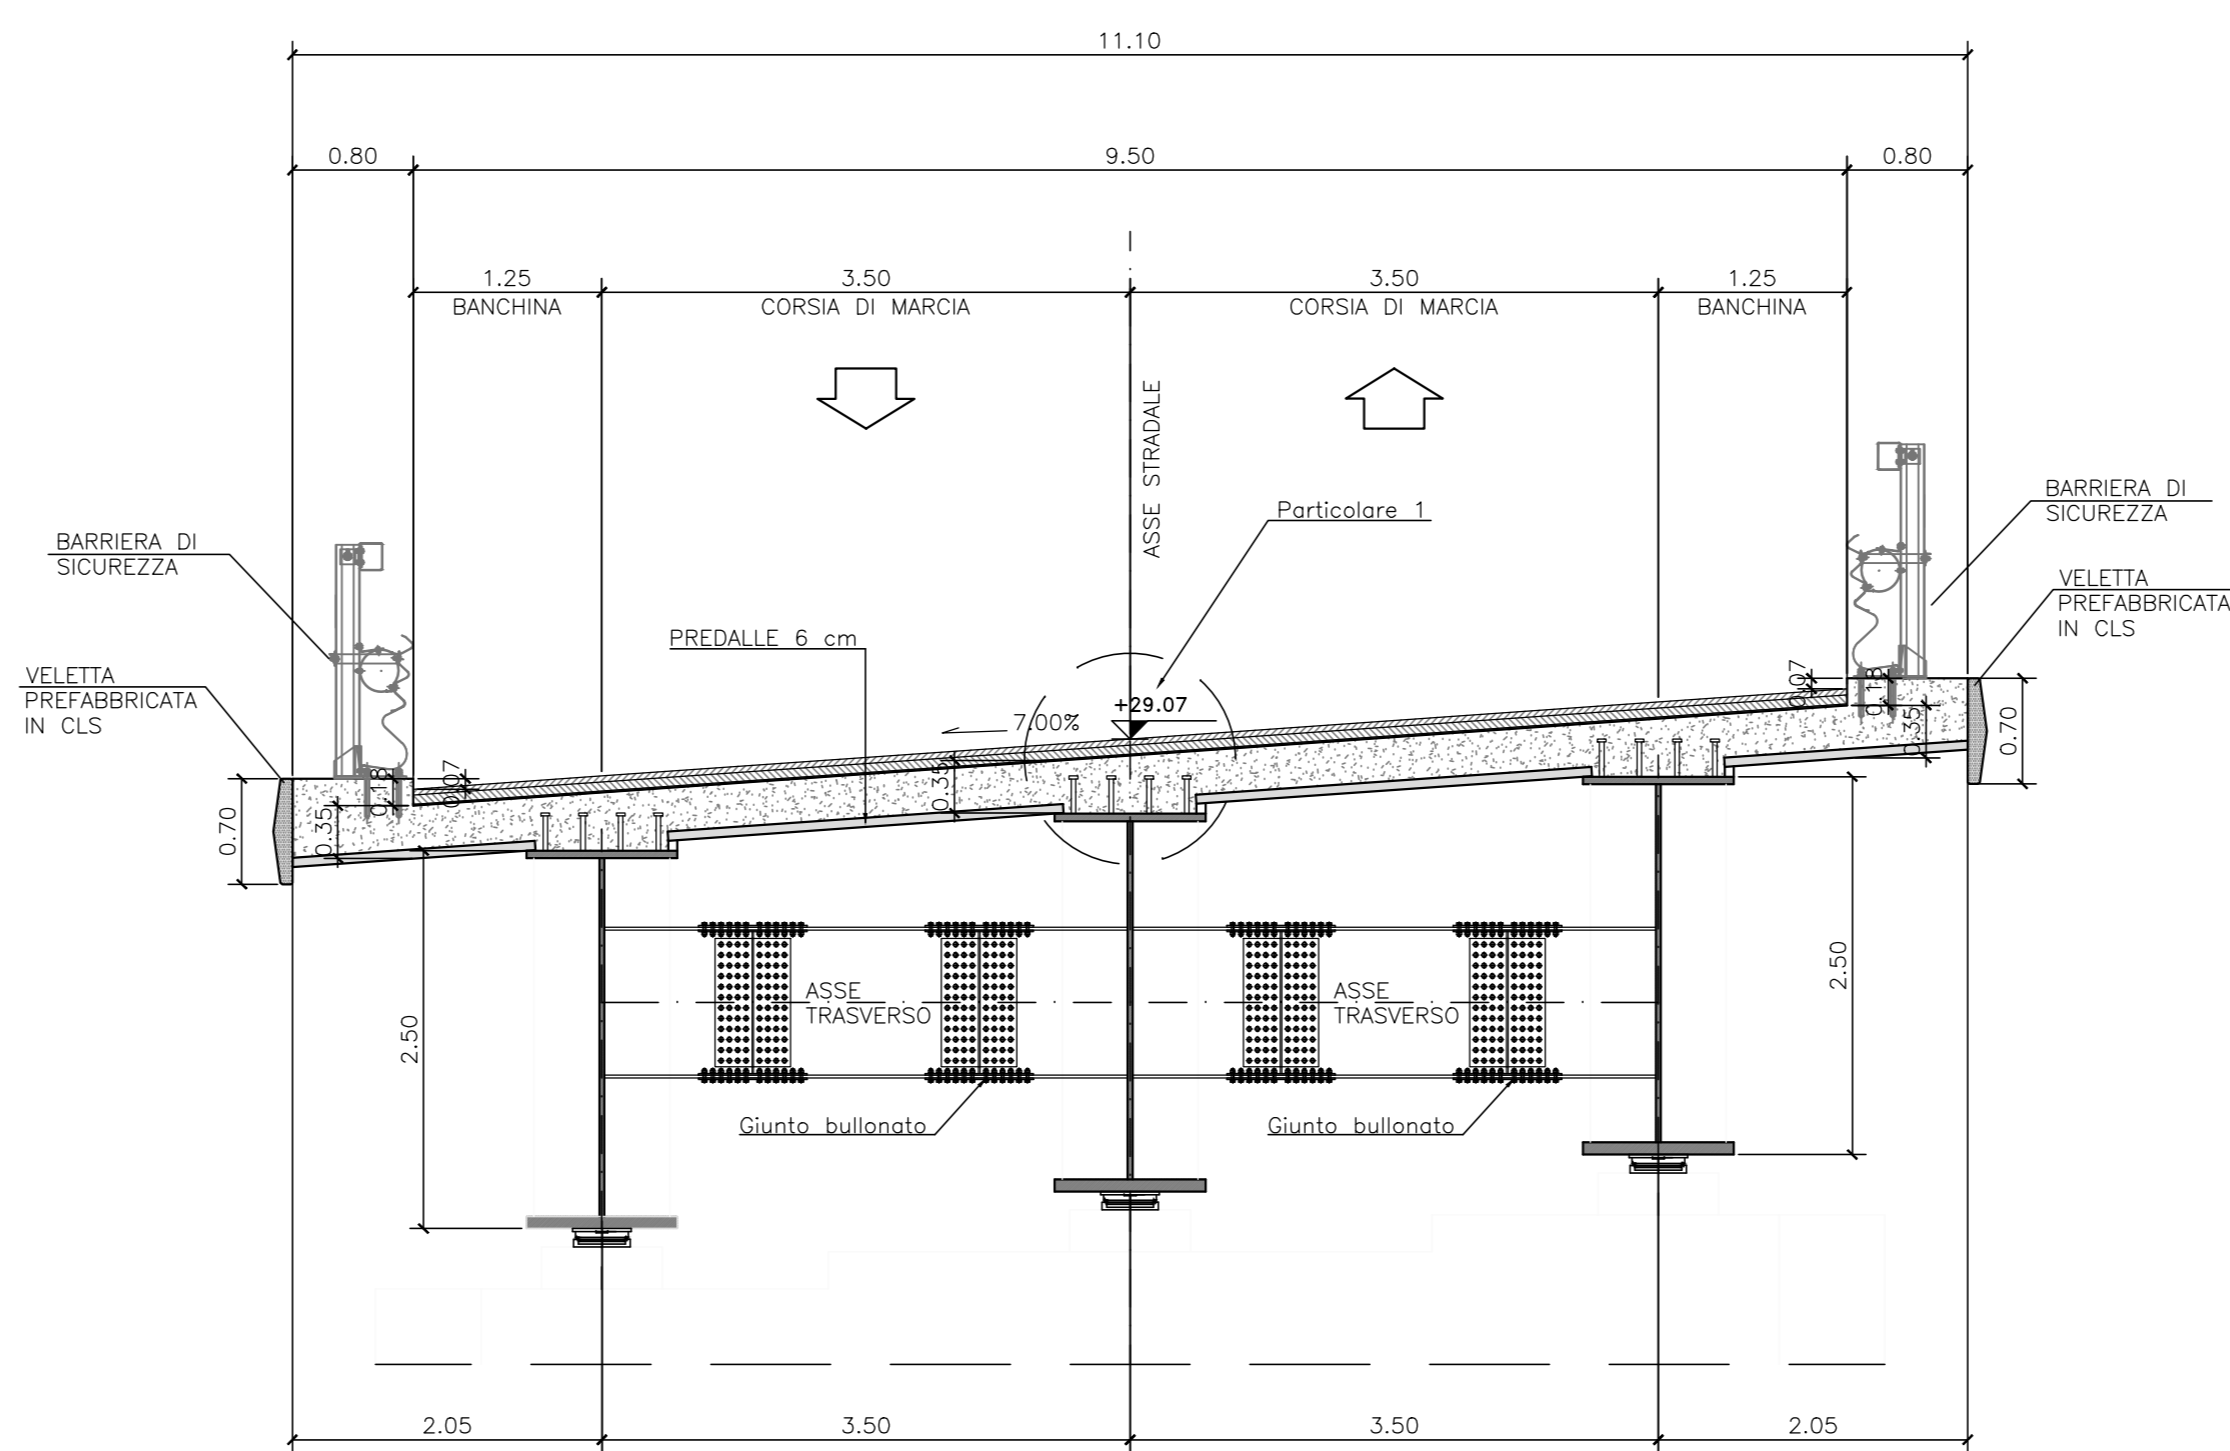 11.10
0.80
9.50
0.80
1.25
3.50
3.50
1.25
BANCHINA
CORSIA DI MARCIA
CORSIA DI MARCIA
BANCHINA
ASSE STRADALE
Particolare 1
BARRIERA DI
SICUREZZA
BARRIERA DI
SICUREZZA
VELETTA
PREFABBRICATA
IN CLS
PREDALLE 6 cm
VELETTA
PREFABBRICATA
IN CLS
+29.07
7.00%
0.07
0.18
0.35
0.70
0.70
0.35
0.18
0.07
0.35
2.50
2.50
ASSE
TRASVERSO
ASSE
TRASVERSO
Giunto bullonato
Giunto bullonato
2.05
3.50
3.50
2.05